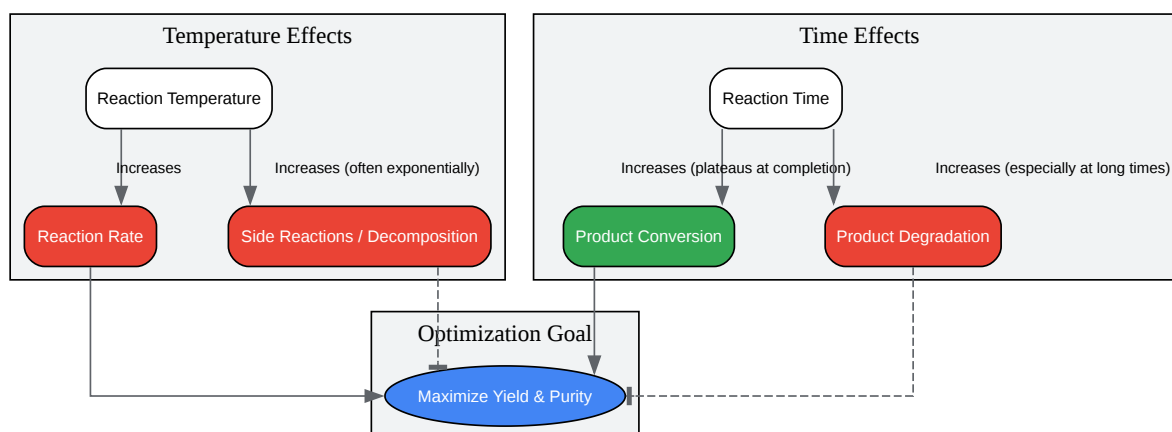 Temperature Effects
Time Effects
Reaction Temperature
Reaction Time
Increases
Increases (often exponentially)
Increases (plateaus at completion)
Increases (especially at long times)
Reaction Rate
Side Reactions / Decomposition
Product Conversion
Product Degradation
Optimization Goal
Maximize Yield & Purity